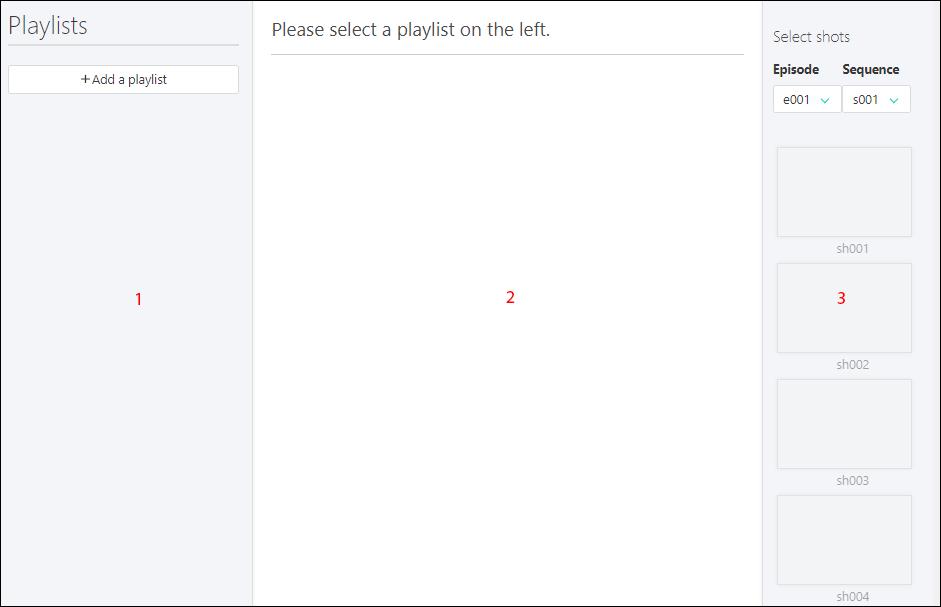 Playlists
+ Add a playlist
1
Please select a playlist on the left.
2
Select shots
Episode Sequence
e001 s001
sh001
3
sh002
sh003
sh004